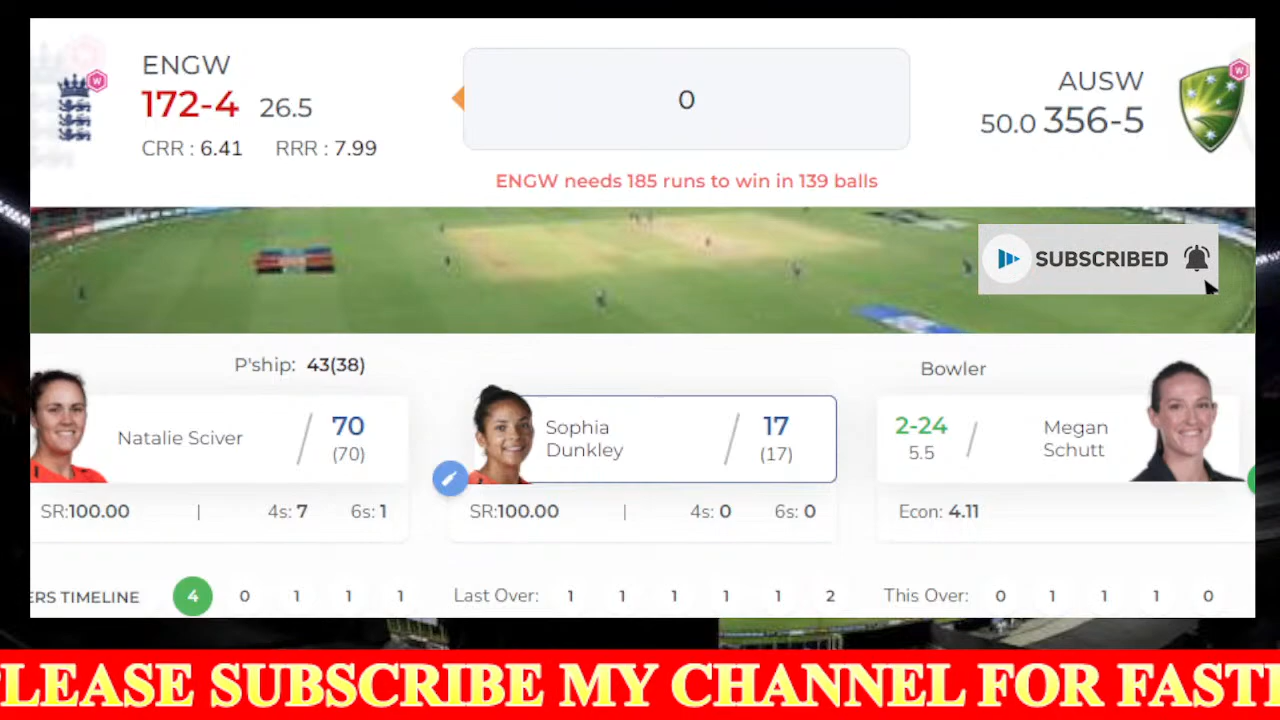 ENGW
172-4 26.5
CRR : 6.41 RRR : 7.99
0
ENGW needs 185 runs to win in 139 balls
AUSW
50.0 356-5
W
W
SUBSCRIBED
P'ship: 43(38)
Natalie Sciver 70 (70)
SR:100.00 | 4s: 7 6s: 1
Sophia Dunkley 17 (17)
SR:100.00 | 4s: 0 6s: 0
Bowler
2-24 5.5 Megan Schutt
Econ: 4.11
ERS TIMELINE 4 0 1 1 1 Last Over: 1 1 1 1 1 2 This Over: 0 1 1 1 0
PLEASE SUBSCRIBE MY CHANNEL FOR FASTE